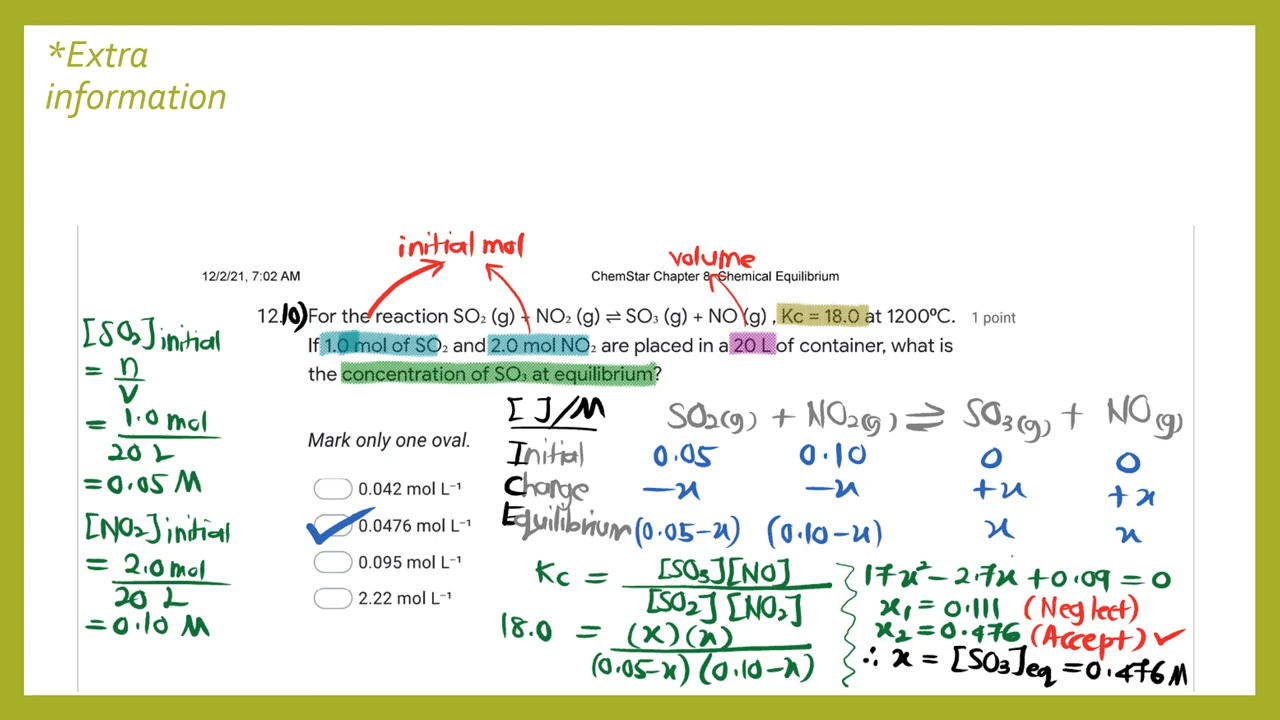 *Extra
information
initial mol
volume
12/2/21, 7:02 AM
ChemStar Chapter 8: Chemical Equilibrium
12. 10) For the reaction SO₂ (g) + NO₂ (g) ⇌ SO₃ (g) + NO (g) , Kc = 18.0 at 1200ºC.
1 point
If 1.0 mol of SO₂ and 2.0 mol NO₂ are placed in a 20 L of container, what is
the concentration of SO₃ at equilibrium?
Mark only one oval.
0.042 mol L⁻¹
0.0476 mol L⁻¹
0.095 mol L⁻¹
2.22 mol L⁻¹
[SO₂]initial
= n/V
= 1.0 mol/20 L
= 0.05 M
[NO₂]initial
= 2.0 mol/20 L
= 0.10 M
[ ]/M SO₂(g) + NO₂(g) ⇌ SO₃(g) + NO(g)
Initial 0.05 0.10 0 0
Change −x −x +x +x
Equilibrium (0.05−x) (0.10−x) x x
Kc = [SO₃][NO]/[SO₂][NO₂]
18.0 = (x)(x)/(0.05−x)(0.10−x)
17x² − 2.7x + 0.09 = 0
x₁ = 0.111 (Neglect)
x₂ = 0.476 (Accept) ✓
∴ x = [SO₃]eq = 0.476 M